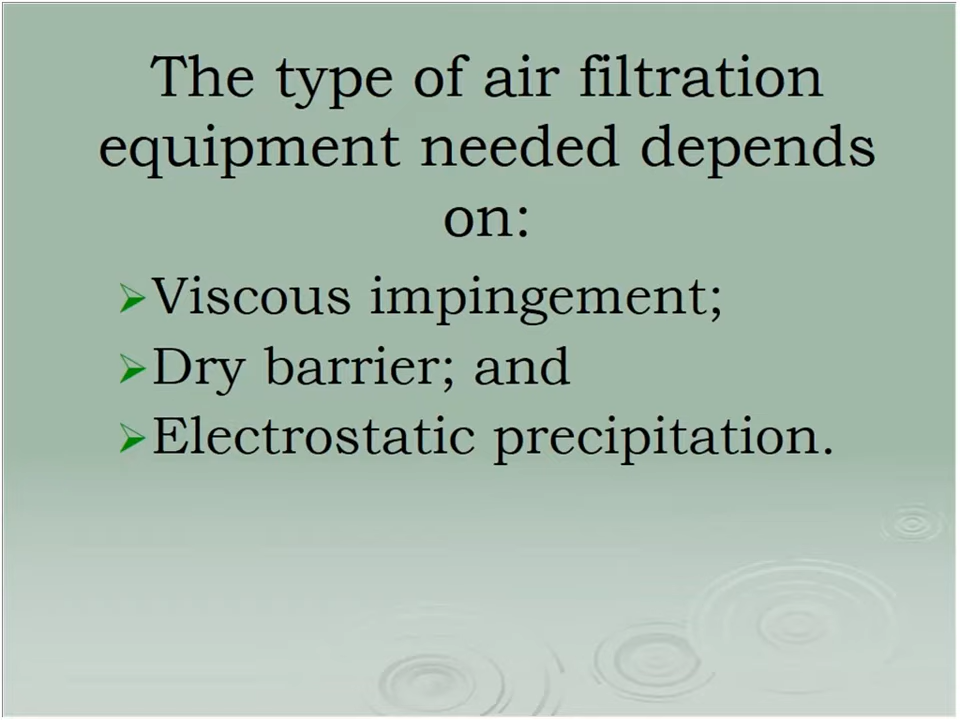 The type of air filtration
equipment needed depends
on:
Viscous impingement;
Dry barrier; and
Electrostatic precipitation.